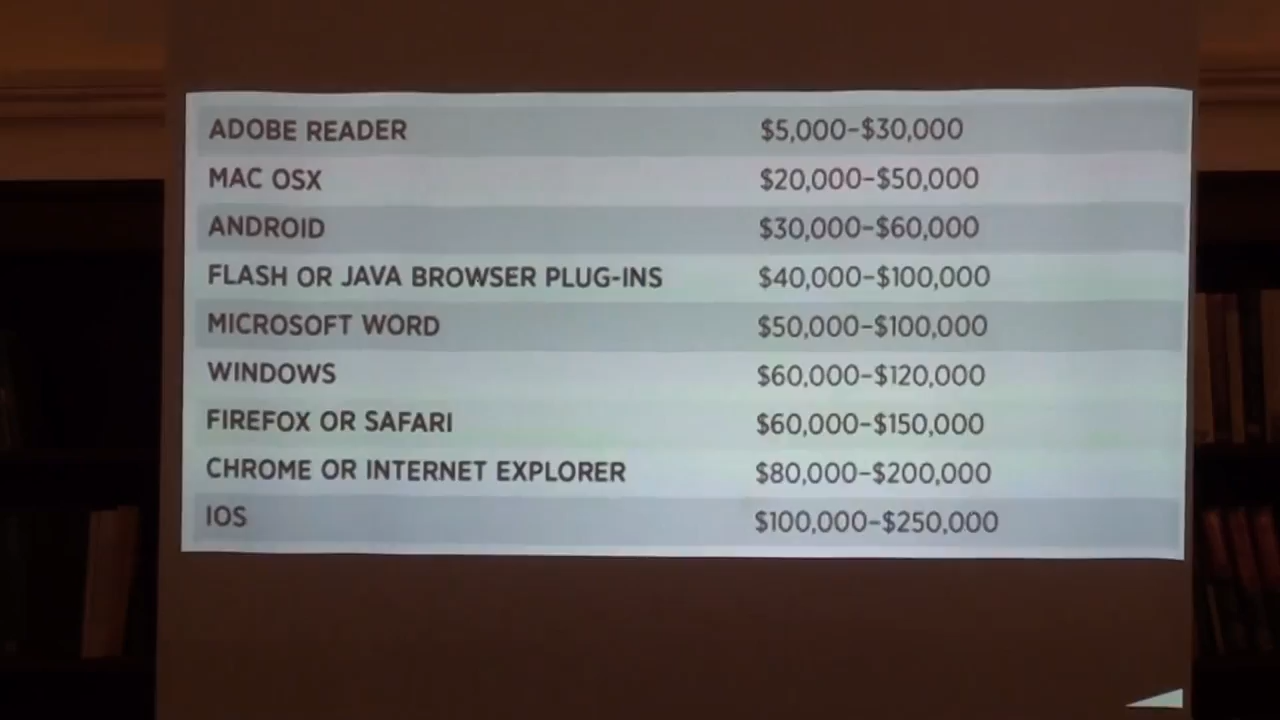 ADOBE READER $5,000–$30,000
MAC OSX $20,000–$50,000
ANDROID $30,000–$60,000
FLASH OR JAVA BROWSER PLUG-INS $40,000–$100,000
MICROSOFT WORD $50,000–$100,000
WINDOWS $60,000–$120,000
FIREFOX OR SAFARI $60,000–$150,000
CHROME OR INTERNET EXPLORER $80,000–$200,000
IOS $100,000–$250,000